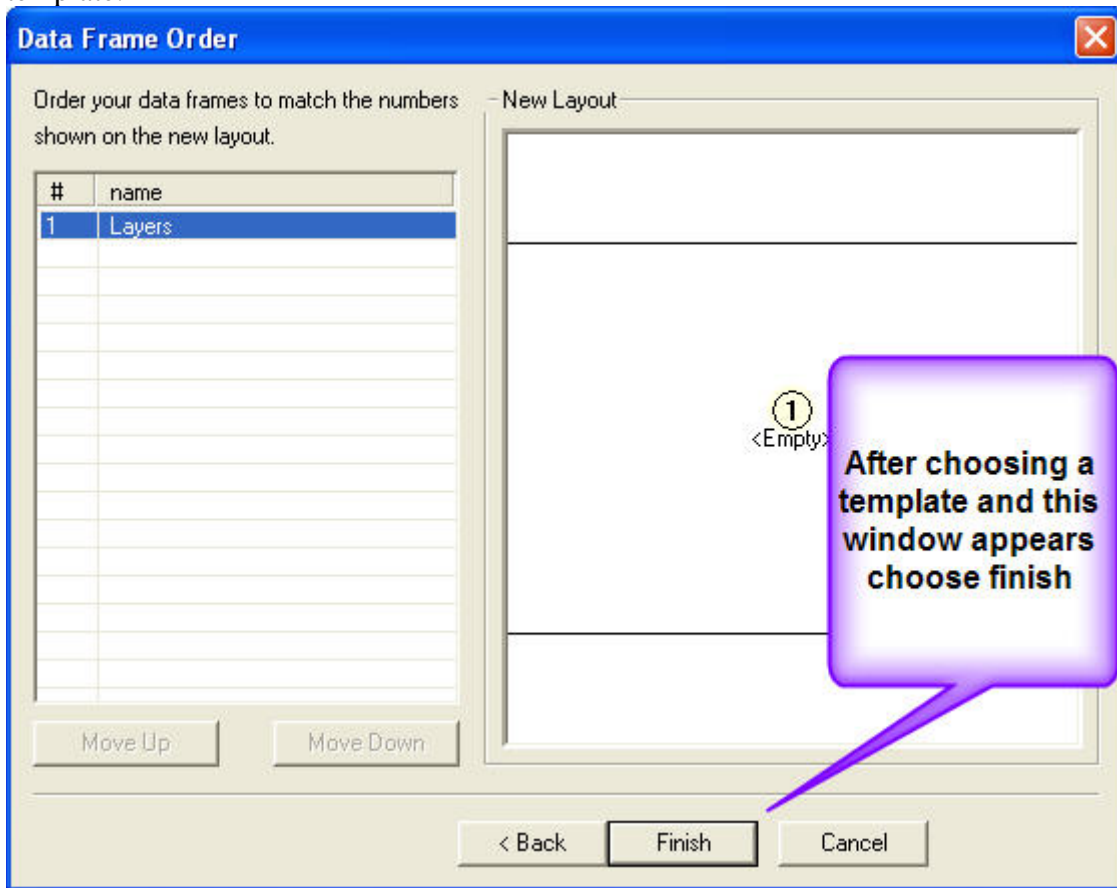 Data Frame Order
Order your data frames to match the numbers
shown on the new layout.
# name
1 Layers
Move Up
Move Down
New Layout
1
<Empty>
After choosing a
template and this
window appears
choose finish
< Back
Finish
Cancel